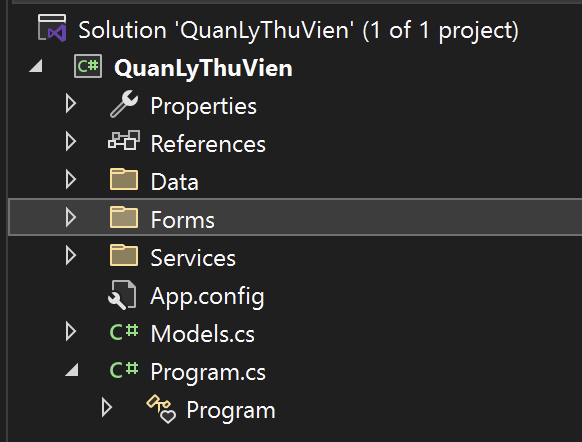 Solution 'QuanLyThuVien' (1 of 1 project)
C# QuanLyThuVien
Properties
References
Data
Forms
Services
App.config
C# Models.cs
C# Program.cs
Program